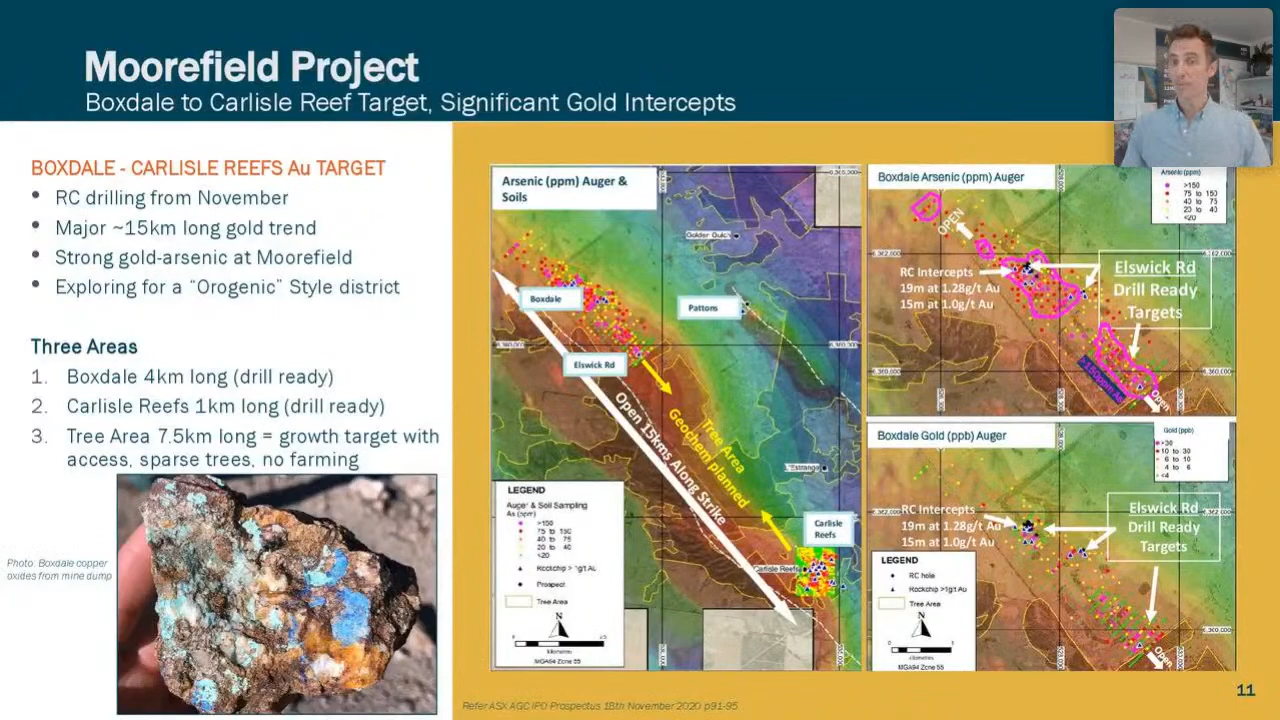 Moorefield Project
Boxdale to Carlisle Reef Target, Significant Gold Intercepts
BOXDALE - CARLISLE REEFS Au TARGET
• RC drilling from November
• Major ~15km long gold trend
• Strong gold-arsenic at Moorefield
• Exploring for a “Orogenic” Style district
Three Areas
1. Boxdale 4km long (drill ready)
2. Carlisle Reefs 1km long (drill ready)
3. Tree Area 7.5km long = growth target with
access, sparse trees, no farming
Photo: Boxdale copper
oxides from mine dump
Arsenic (ppm) Auger &
Soils
Boxdale
Pattons
Elswick Rd
Open 15kms Along Strike
Tree Area
Geochem planned
L'Estrange
Carlisle
Reefs
Carlisle Reefs
LEGEND
Auger & Soil Sampling
As (ppm)
>150
75 to 150
40 to 75
20 to 40
<20
Rockchip > 1g/t Au
Prospect
Tree Area
N
Kilometres
MGA94 Zone 55
Boxdale Arsenic (ppm) Auger
Arsenic (ppm)
>150
75 to 150
40 to 75
20 to 40
<20
OPEN
RC Intercepts
19m at 1.28g/t Au
15m at 1.0g/t Au
Elswick Rd
Drill Ready
Targets
>150ppm As
Open
Boxdale Gold (ppb) Auger
Gold (ppb)
>30
10 to 30
6 to 10
4 to 6
<4
RC Intercepts
19m at 1.28g/t Au
15m at 1.0g/t Au
Elswick Rd
Drill Ready
Targets
LEGEND
RC hole
Rockchip >1g/t Au
Tree Area
N
Kilometres
MGA94 Zone 55
Open
Refer ASX AGC IPO Prospectus 18th November 2020 p91-95
11